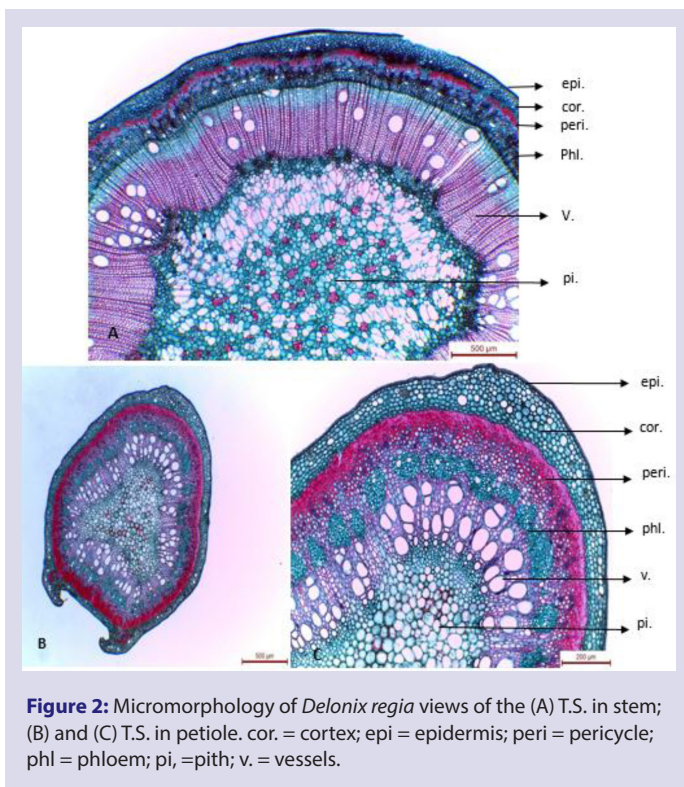 epi.
cor.
peri.
Phl.
V.
pi.
A
500 µm
epi.
cor.
peri.
phl.
v.
pi.
B
500 µm
C
200 µm
Figure 2: Micromorphology of Delonix regia views of the (A) T.S. in stem;
(B) and (C) T.S. in petiole. cor. = cortex; epi = epidermis; peri = pericycle;
phl = phloem; pi, =pith; v. = vessels.